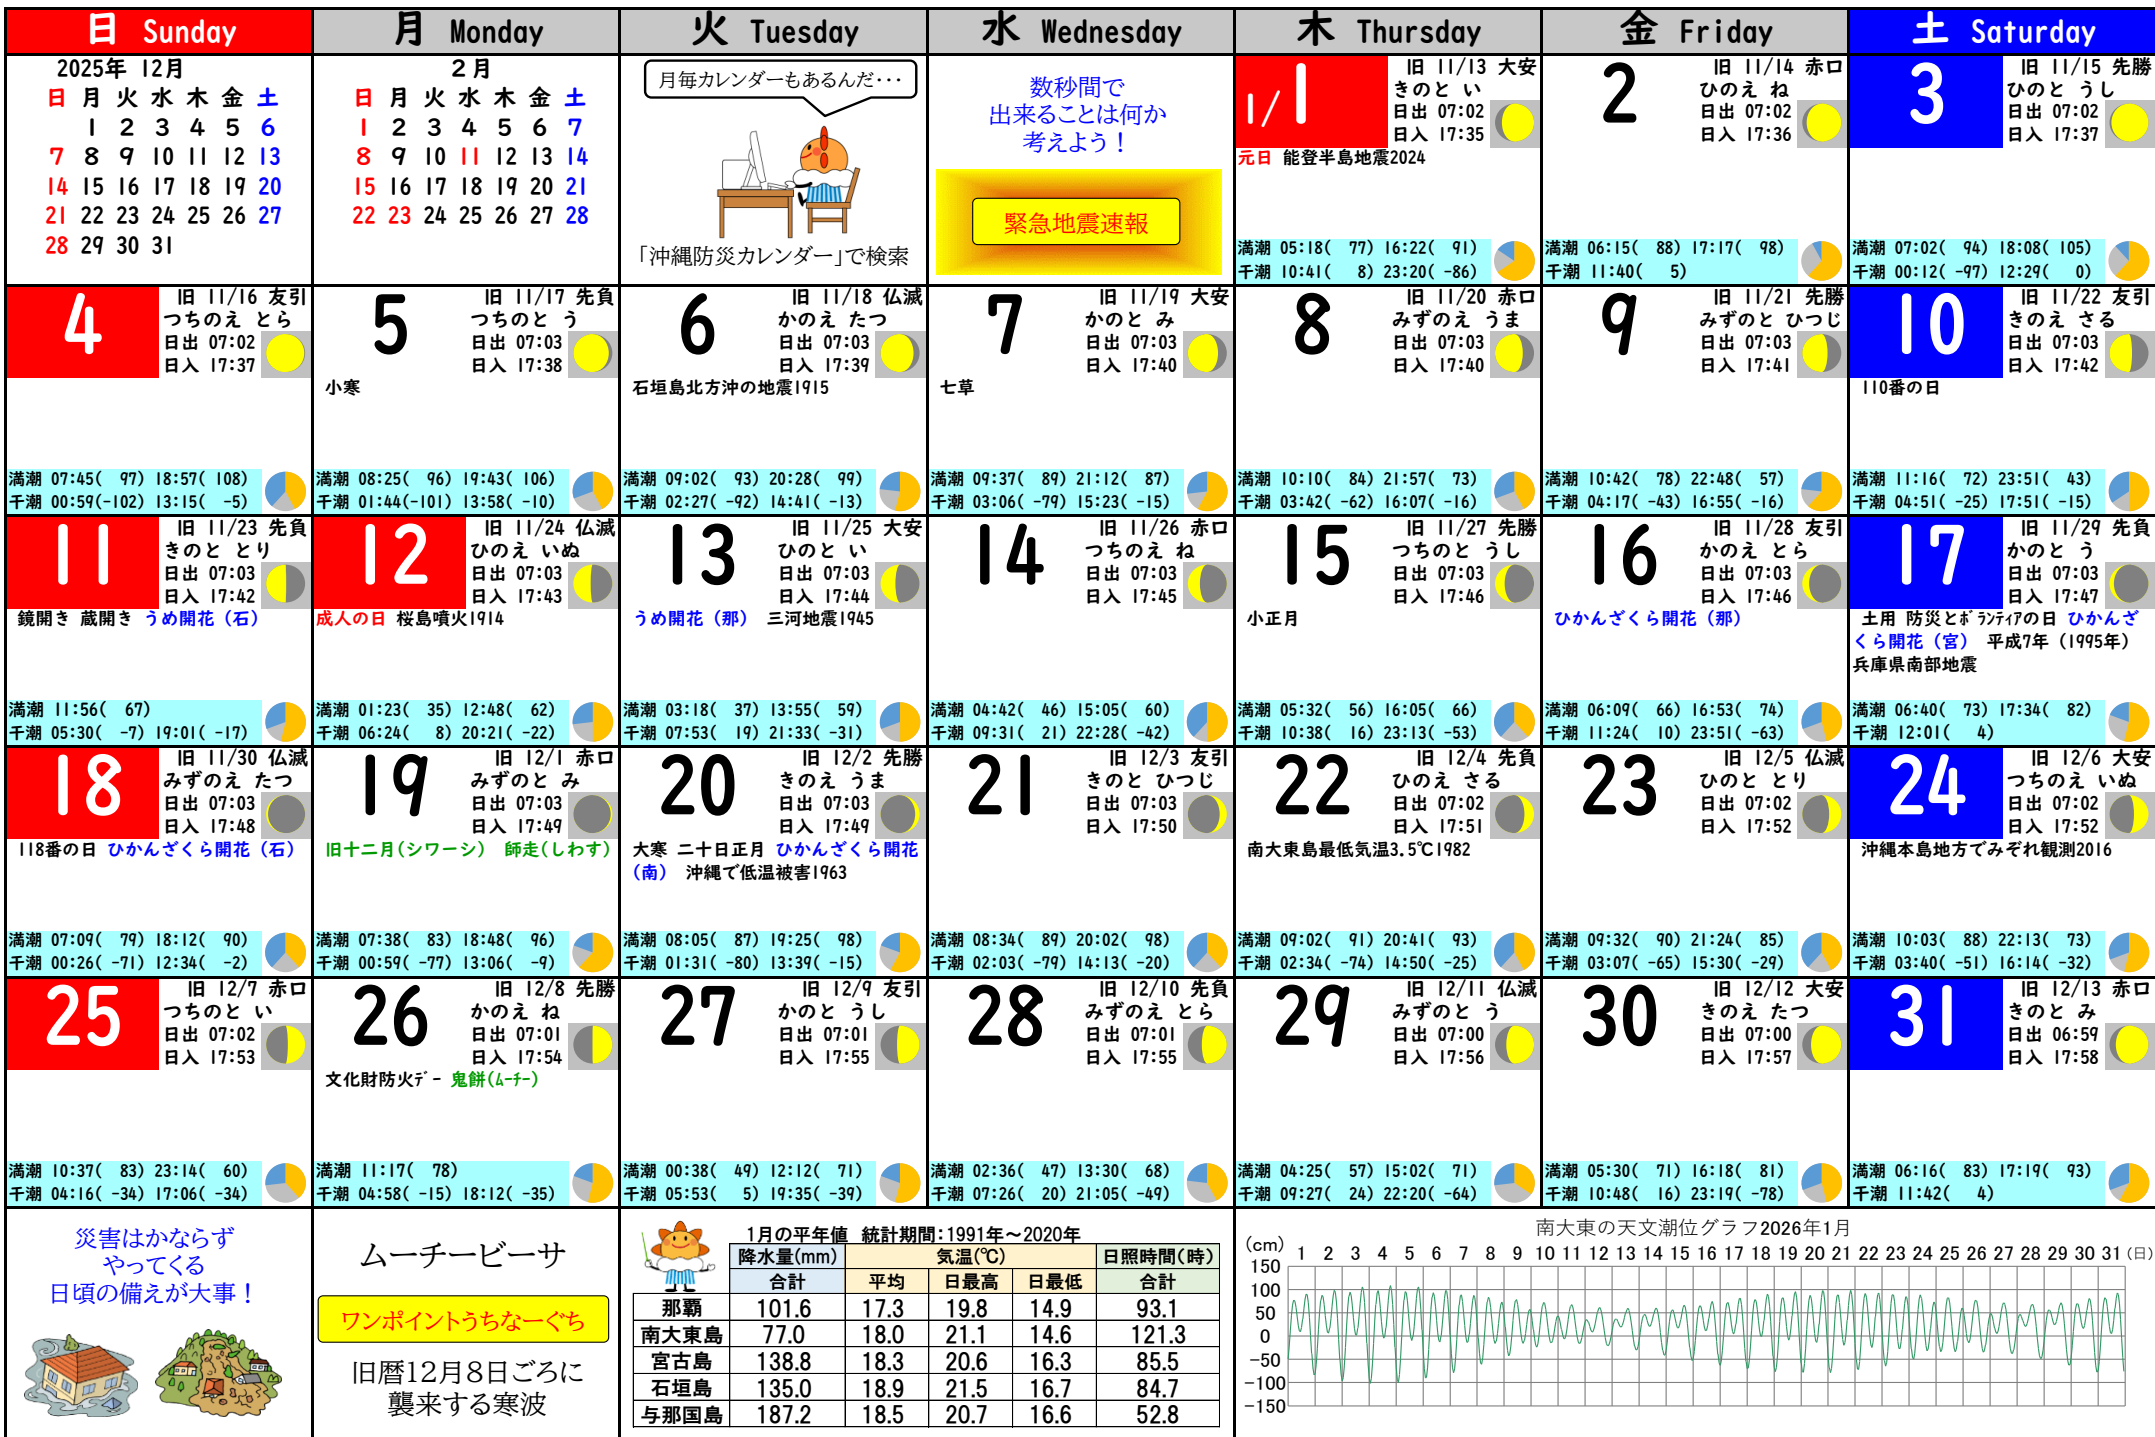 日 Sunday
月 Monday
火 Tuesday
水 Wednesday
木 Thursday
金 Friday
土 Saturday
2025年 12月
日 月 火 水 木 金 土
1 2 3 4 5 6
7 8 9 10 11 12 13
14 15 16 17 18 19 20
21 22 23 24 25 26 27
28 29 30 31
2月
日 月 火 水 木 金 土
1 2 3 4 5 6 7
8 9 10 11 12 13 14
15 16 17 18 19 20 21
22 23 24 25 26 27 28
月毎カレンダーもあるんだ・・・
「沖縄防災カレンダー」で検索
数秒間で
出来ることは何か
考えよう！
緊急地震速報
1/1
旧 11/13 大安
きのと い
日出 07:02
日入 17:35
元日 能登半島地震2024
満潮 05:18( 77) 16:22( 91)
干潮 10:41( 8) 23:20( -86)
2
旧 11/14 赤口
ひのえ ね
日出 07:02
日入 17:36
満潮 06:15( 88) 17:17( 98)
干潮 11:40( 5)
3
旧 11/15 先勝
ひのと うし
日出 07:02
日入 17:37
満潮 07:02( 94) 18:08( 105)
干潮 00:12( -97) 12:29( 0)
4
旧 11/16 友引
つちのえ とら
日出 07:02
日入 17:37
満潮 07:45( 97) 18:57( 108)
干潮 00:59(-102) 13:15( -5)
5
旧 11/17 先負
つちのと う
日出 07:03
日入 17:38
小寒
満潮 08:25( 96) 19:43( 106)
干潮 01:44(-101) 13:58( -10)
6
旧 11/18 仏滅
かのえ たつ
日出 07:03
日入 17:39
石垣島北方沖の地震1915
満潮 09:02( 93) 20:28( 99)
干潮 02:27( -92) 14:41( -13)
7
旧 11/19 大安
かのと み
日出 07:03
日入 17:40
七草
満潮 09:37( 89) 21:12( 87)
干潮 03:06( -79) 15:23( -15)
8
旧 11/20 赤口
みずのえ うま
日出 07:03
日入 17:40
満潮 10:10( 84) 21:57( 73)
干潮 03:42( -62) 16:07( -16)
9
旧 11/21 先勝
みずのと ひつじ
日出 07:03
日入 17:41
満潮 10:42( 78) 22:48( 57)
干潮 04:17( -43) 16:55( -16)
10
旧 11/22 友引
きのえ さる
日出 07:03
日入 17:42
110番の日
満潮 11:16( 72) 23:51( 43)
干潮 04:51( -25) 17:51( -15)
11
旧 11/23 先負
きのと とり
日出 07:03
日入 17:42
鏡開き 蔵開き うめ開花（石）
満潮 11:56( 67)
干潮 05:30( -7) 19:01( -17)
12
旧 11/24 仏滅
ひのえ いぬ
日出 07:03
日入 17:43
成人の日 桜島噴火1914
満潮 01:23( 35) 12:48( 62)
干潮 06:24( 8) 20:21( -22)
13
旧 11/25 大安
ひのと い
日出 07:03
日入 17:44
うめ開花（那） 三河地震1945
満潮 03:18( 37) 13:55( 59)
干潮 07:53( 19) 21:33( -31)
14
旧 11/26 赤口
つちのえ ね
日出 07:03
日入 17:45
満潮 04:42( 46) 15:05( 60)
干潮 09:31( 21) 22:28( -42)
15
旧 11/27 先勝
つちのと うし
日出 07:03
日入 17:46
小正月
満潮 05:32( 56) 16:05( 66)
干潮 10:38( 16) 23:13( -53)
16
旧 11/28 友引
かのえ とら
日出 07:03
日入 17:46
ひかんざくら開花（那）
満潮 06:09( 66) 16:53( 74)
干潮 11:24( 10) 23:51( -63)
17
旧 11/29 先負
かのと う
日出 07:03
日入 17:47
土用 防災とﾎﾞﾗﾝﾃｨｱの日 ひかんざ
くら開花（宮） 平成7年（1995年）
兵庫県南部地震
満潮 06:40( 73) 17:34( 82)
干潮 12:01( 4)
18
旧 11/30 仏滅
みずのえ たつ
日出 07:03
日入 17:48
118番の日 ひかんざくら開花（石）
満潮 07:09( 79) 18:12( 90)
干潮 00:26( -71) 12:34( -2)
19
旧 12/1 赤口
みずのと み
日出 07:03
日入 17:49
旧十二月(シワーシ) 師走(しわす)
満潮 07:38( 83) 18:48( 96)
干潮 00:59( -77) 13:06( -9)
20
旧 12/2 先勝
きのえ うま
日出 07:03
日入 17:49
大寒 二十日正月 ひかんざくら開花
（南） 沖縄で低温被害1963
満潮 08:05( 87) 19:25( 98)
干潮 01:31( -80) 13:39( -15)
21
旧 12/3 友引
きのと ひつじ
日出 07:03
日入 17:50
満潮 08:34( 89) 20:02( 98)
干潮 02:03( -79) 14:13( -20)
22
旧 12/4 先負
ひのえ さる
日出 07:02
日入 17:51
南大東島最低気温3.5℃1982
満潮 09:02( 91) 20:41( 93)
干潮 02:34( -74) 14:50( -25)
23
旧 12/5 仏滅
ひのと とり
日出 07:02
日入 17:52
満潮 09:32( 90) 21:24( 85)
干潮 03:07( -65) 15:30( -29)
24
旧 12/6 大安
つちのえ いぬ
日出 07:02
日入 17:52
沖縄本島地方でみぞれ観測2016
満潮 10:03( 88) 22:13( 73)
干潮 03:40( -51) 16:14( -32)
25
旧 12/7 赤口
つちのと い
日出 07:02
日入 17:53
満潮 10:37( 83) 23:14( 60)
干潮 04:16( -34) 17:06( -34)
26
旧 12/8 先勝
かのえ ね
日出 07:01
日入 17:54
文化財防火ﾃﾞｰ 鬼餅(ﾑｰﾁｰ)
満潮 11:17( 78)
干潮 04:58( -15) 18:12( -35)
27
旧 12/9 友引
かのと うし
日出 07:01
日入 17:55
満潮 00:38( 49) 12:12( 71)
干潮 05:53( 5) 19:35( -39)
28
旧 12/10 先負
みずのえ とら
日出 07:01
日入 17:55
満潮 02:36( 47) 13:30( 68)
干潮 07:26( 20) 21:05( -49)
29
旧 12/11 仏滅
みずのと う
日出 07:00
日入 17:56
満潮 04:25( 57) 15:02( 71)
干潮 09:27( 24) 22:20( -64)
30
旧 12/12 大安
きのえ たつ
日出 07:00
日入 17:57
満潮 05:30( 71) 16:18( 81)
干潮 10:48( 16) 23:19( -78)
31
旧 12/13 赤口
きのと み
日出 06:59
日入 17:58
満潮 06:16( 83) 17:19( 93)
干潮 11:42( 4)
災害はかならず
やってくる
日頃の備えが大事！
ムーチービーサ
ワンポイントうちなーぐち
旧暦12月8日ごろに
襲来する寒波
1月の平年値 統計期間：1991年～2020年
降水量(mm) 気温(℃) 日照時間(時)
合計 平均 日最高 日最低 合計
那覇 101.6 17.3 19.8 14.9 93.1
南大東島 77.0 18.0 21.1 14.6 121.3
宮古島 138.8 18.3 20.6 16.3 85.5
石垣島 135.0 18.9 21.5 16.7 84.7
与那国島 187.2 18.5 20.7 16.6 52.8
南大東の天文潮位グラフ2026年1月
(cm) 1 2 3 4 5 6 7 8 9 10 11 12 13 14 15 16 17 18 19 20 21 22 23 24 25 26 27 28 29 30 31 (日)
150
100
50
0
-50
-100
-150